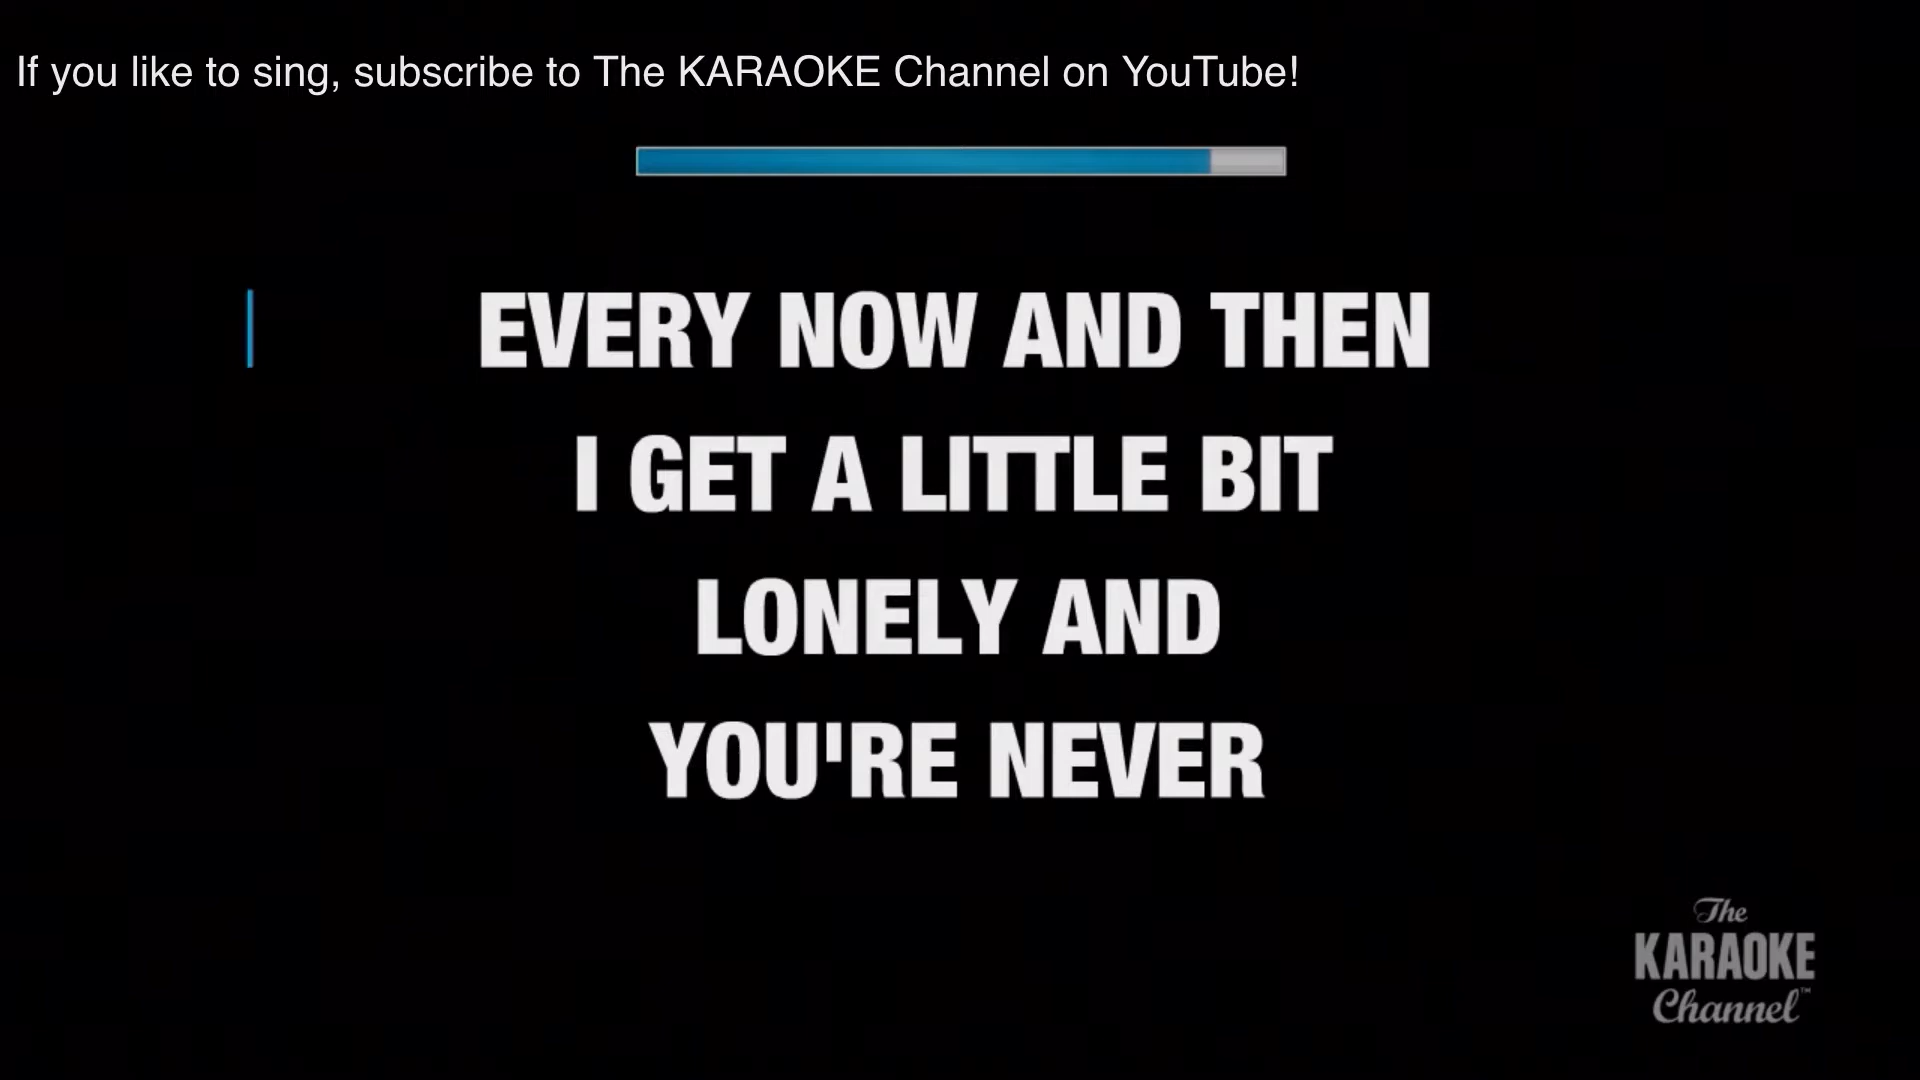 If you like to sing, subscribe to The KARAOKE Channel on YouTube!
EVERY NOW AND THEN
I GET A LITTLE BIT
LONELY AND
YOU'RE NEVER
The
KARAOKE
Channel™